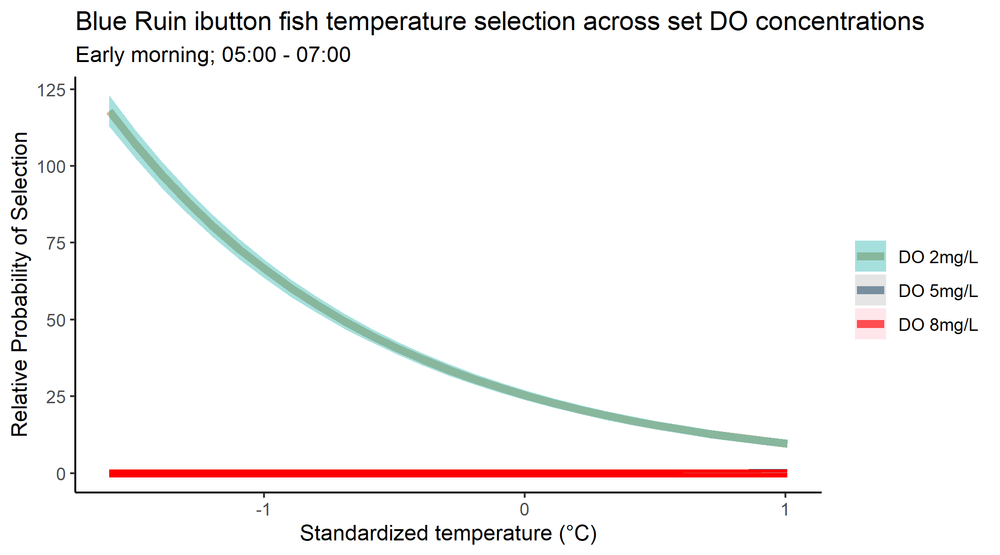 Blue Ruin ibutton fish temperature selection across set DO concentrations
Early morning; 05:00 - 07:00
Relative Probability of Selection
125
100
75
50
25
0
-1
0
1
Standardized temperature (°C)
DO 2mg/L
DO 5mg/L
DO 8mg/L